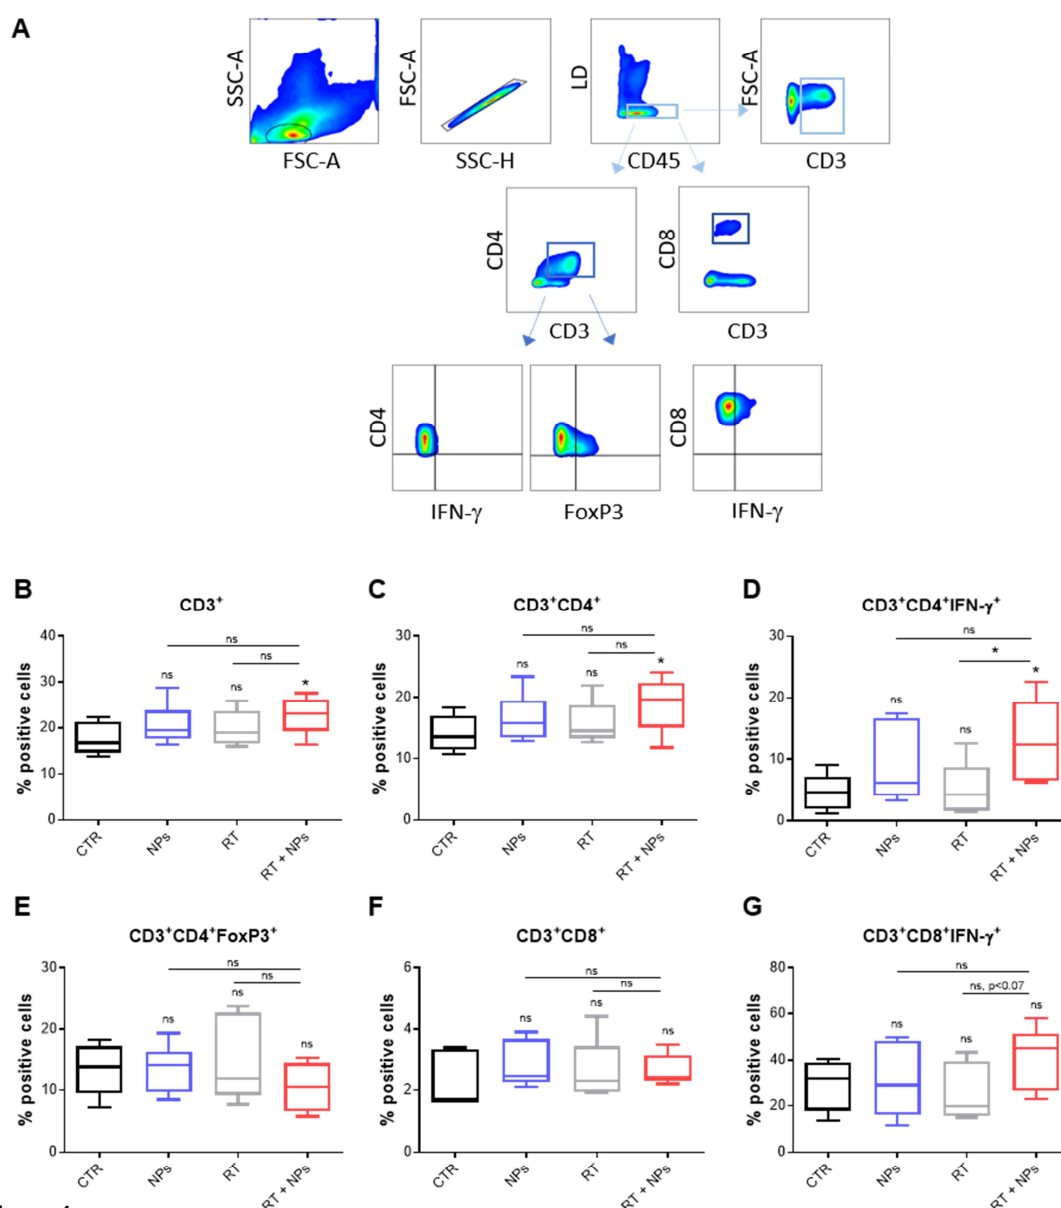 A
SSC-A
FSC-A
FSC-A
SSC-H
LD
CD45
FSC-A
CD3
CD4
CD3
CD8
CD3
CD4
IFN-γ
FoxP3
CD8
IFN-γ
B
CD3⁺
% positive cells
40
30
20
10
0
ns
ns
ns
ns
*
CTR
NPs
RT
RT + NPs
C
CD3⁺CD4⁺
% positive cells
30
20
10
0
ns
ns
ns
ns
*
CTR
NPs
RT
RT + NPs
D
CD3⁺CD4⁺IFN-γ⁺
% positive cells
30
20
10
0
ns
*
ns
ns
*
CTR
NPs
RT
RT + NPs
E
CD3⁺CD4⁺FoxP3⁺
% positive cells
30
20
10
0
ns
ns
ns
ns
ns
CTR
NPs
RT
RT + NPs
F
CD3⁺CD8⁺
% positive cells
6
4
2
0
ns
ns
ns
ns
ns
CTR
NPs
RT
RT + NPs
G
CD3⁺CD8⁺IFN-γ⁺
% positive cells
80
60
40
20
0
ns
ns, p<0.07
ns
ns
ns
CTR
NPs
RT
RT + NPs